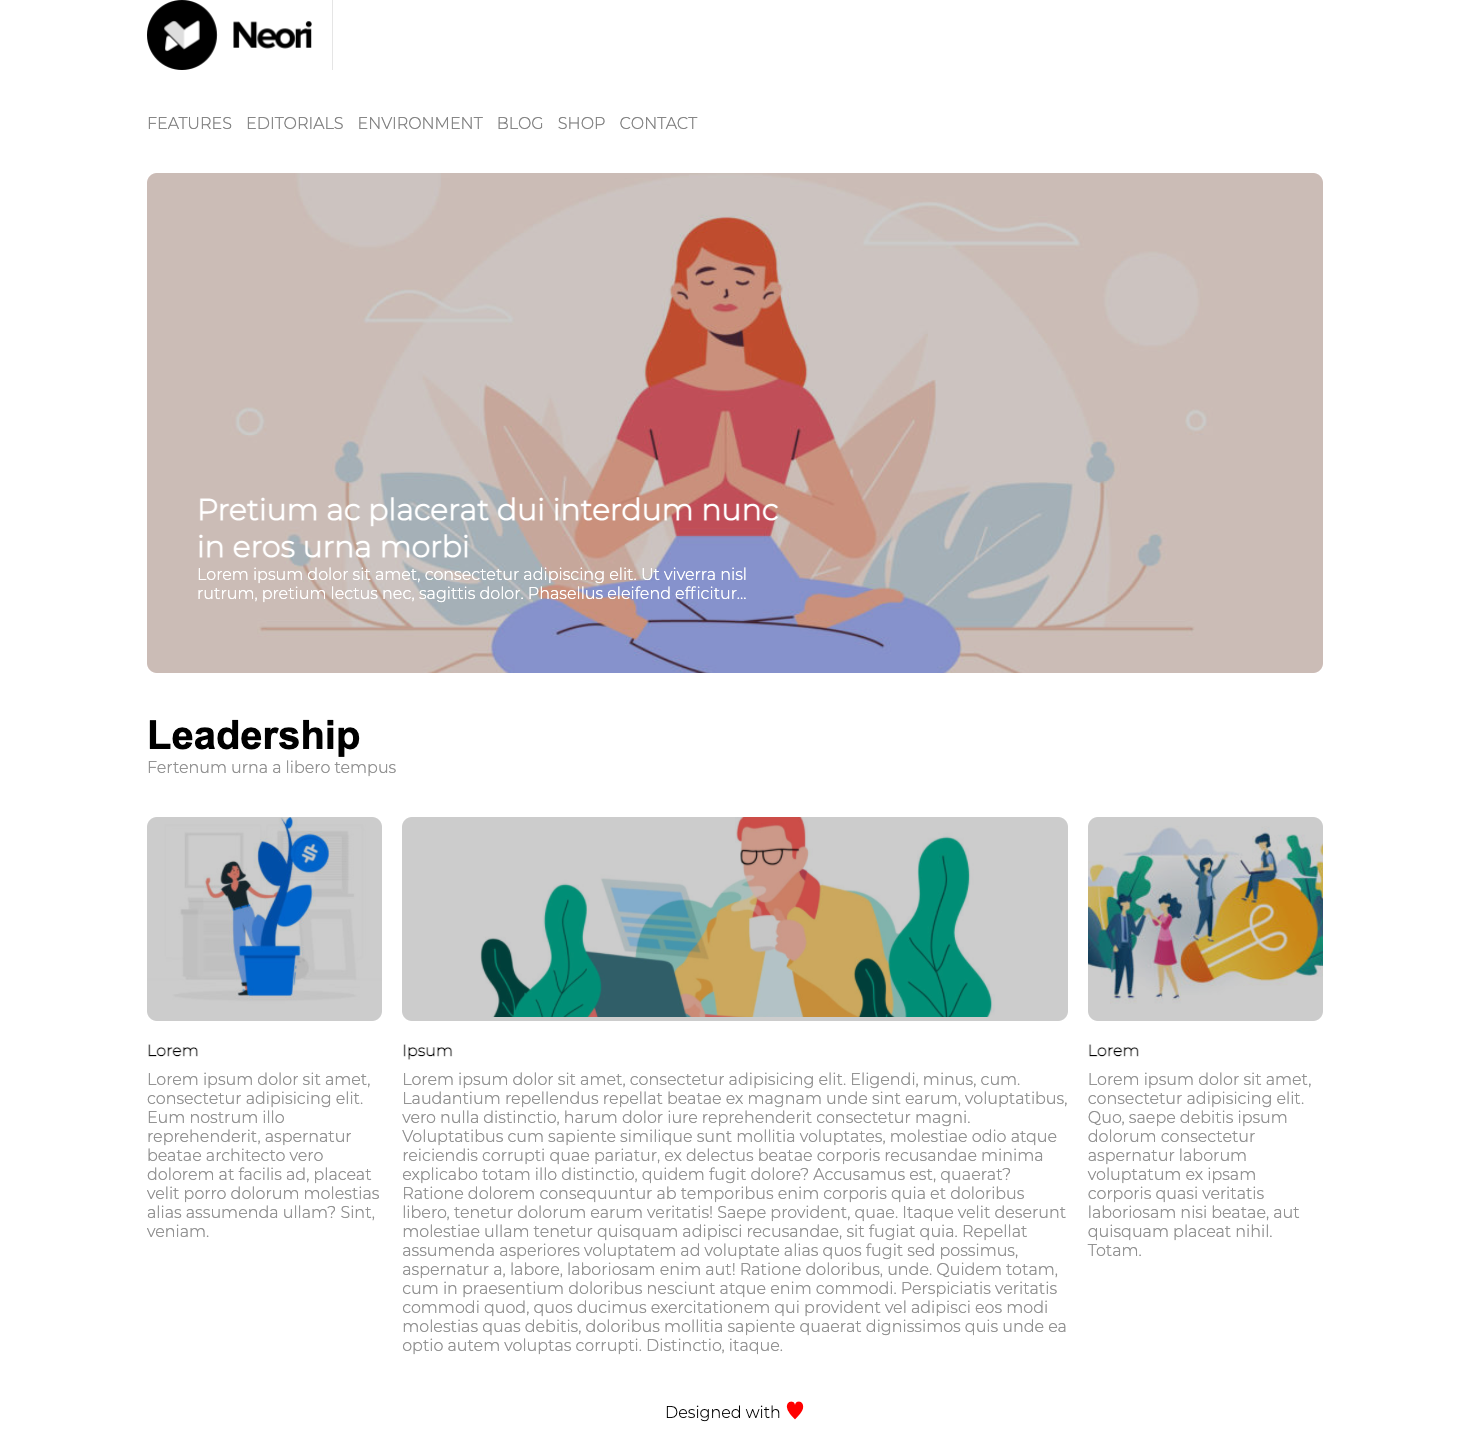 Neori
FEATURES EDITORIALS ENVIRONMENT BLOG SHOP CONTACT
Pretium ac placerat dui interdum nunc
in eros urna morbi
Lorem ipsum dolor sit amet, consectetur adipiscing elit. Ut viverra nisl
rutrum, pretium lectus nec, sagittis dolor. Phasellus eleifend efficitur...
Leadership
Fertenum urna a libero tempus
$
Lorem
Lorem ipsum dolor sit amet,
consectetur adipisicing elit.
Eum nostrum illo
reprehenderit, aspernatur
beatae architecto vero
dolorem at facilis ad, placeat
velit porro dolorum molestias
alias assumenda ullam? Sint,
veniam.
Ipsum
Lorem ipsum dolor sit amet, consectetur adipisicing elit. Eligendi, minus, cum.
Laudantium repellendus repellat beatae ex magnam unde sint earum, voluptatibus,
vero nulla distinctio, harum dolor iure reprehenderit consectetur magni.
Voluptatibus cum sapiente similique sunt mollitia voluptates, molestiae odio atque
reiciendis corrupti quae pariatur, ex delectus beatae corporis recusandae minima
explicabo totam illo distinctio, quidem fugit dolore? Accusamus est, quaerat?
Ratione dolorem consequuntur ab temporibus enim corporis quia et doloribus
libero, tenetur dolorum earum veritatis! Saepe provident, quae. Itaque velit deserunt
molestiae ullam tenetur quisquam adipisci recusandae, sit fugiat quia. Repellat
assumenda asperiores voluptatem ad voluptate alias quos fugit sed possimus,
aspernatur a, labore, laboriosam enim aut! Ratione doloribus, unde. Quidem totam,
cum in praesentium doloribus nesciunt atque enim commodi. Perspiciatis veritatis
commodi quod, quos ducimus exercitationem qui provident vel adipisci eos modi
molestias quas debitis, doloribus mollitia sapiente quaerat dignissimos quis unde ea
optio autem voluptas corrupti. Distinctio, itaque.
Lorem
Lorem ipsum dolor sit amet,
consectetur adipisicing elit.
Quo, saepe debitis ipsum
dolorum consectetur
aspernatur laborum
voluptatum ex ipsam
corporis quasi veritatis
laboriosam nisi beatae, aut
quisquam placeat nihil.
Totam.
Designed with ♥